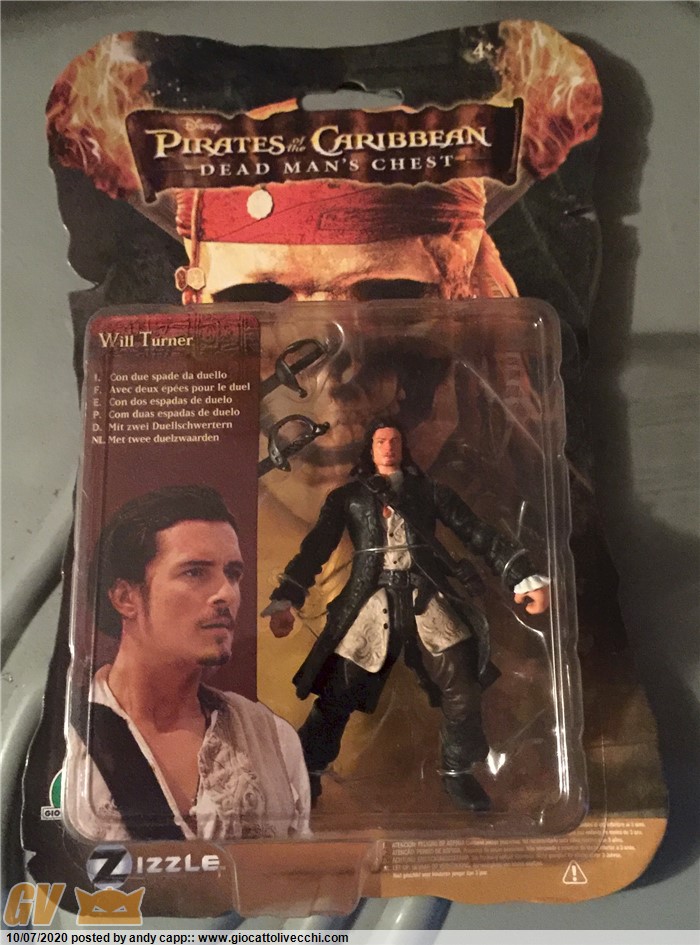 4+
Disney
PIRATES of the CARIBBEAN
DEAD MAN'S CHEST
Will Turner
I. Con due spade da duello
F. Avec deux épées pour le duel
E. Con dos espadas de duelo
P. Com duas espadas de duelo
D. Mit zwei Duellschwertern
NL. Met twee duelzwaarden
GIO
ZIZZLE
GV
10/07/2020 posted by andy capp:: www.giocattolivecchi.com